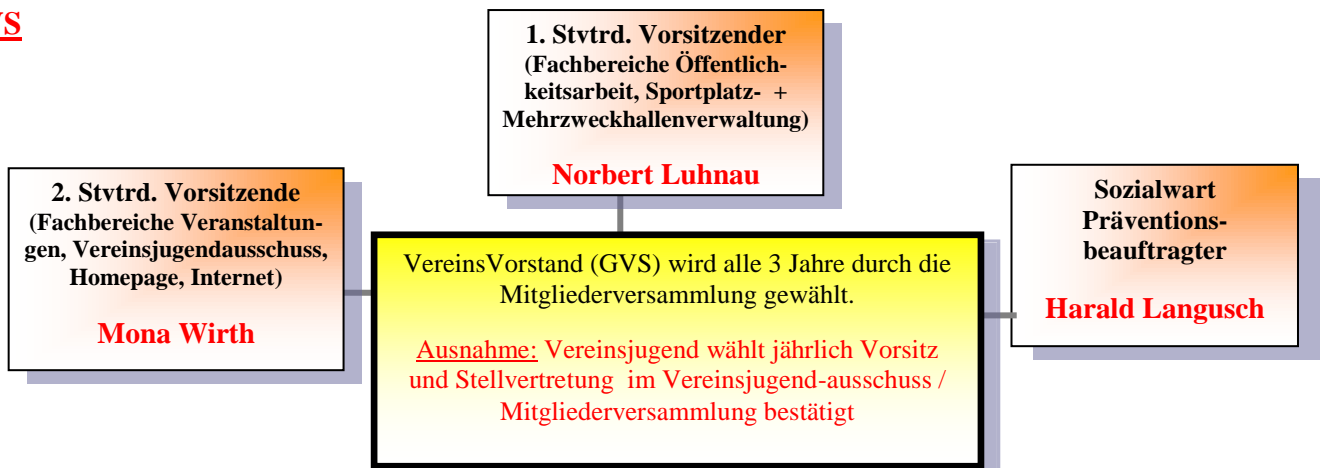 1. Stvtrd. Vorsitzender
(Fachbereiche Öffentlich-
keitsarbeit, Sportplatz- +
Mehrzweckhallenverwaltung)
Norbert Luhnau
2. Stvtrd. Vorsitzende
(Fachbereiche Veranstaltun-
gen, Vereinsjugendausschuss,
Homepage, Internet)
Mona Wirth
Sozialwart
Präventions-
beauftragter
Harald Langusch
VereinsVorstand (GVS) wird alle 3 Jahre durch die
Mitgliederversammlung gewählt.
Ausnahme: Vereinsjugend wählt jährlich Vorsitz
und Stellvertretung im Vereinsjugend-ausschuss /
Mitgliederversammlung bestätigt